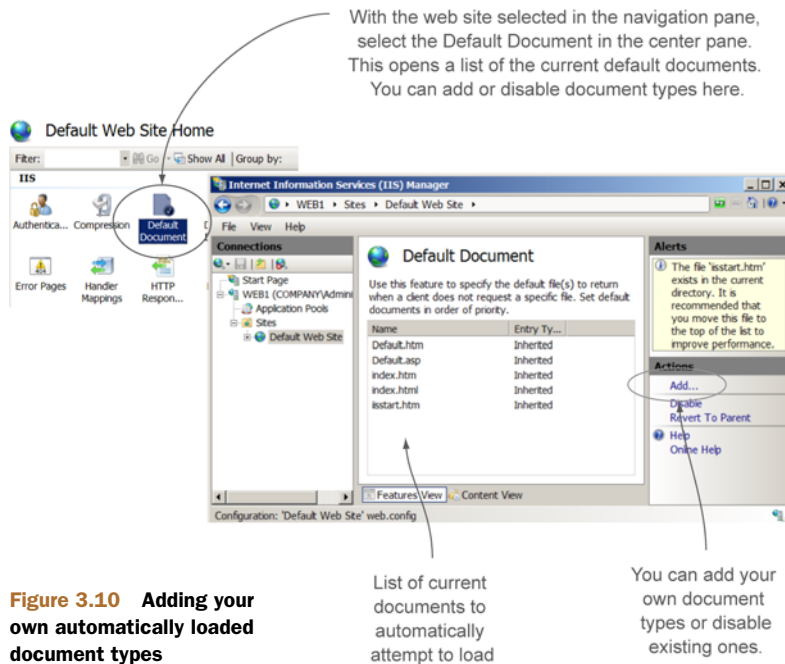 With the web site selected in the navigation pane,
select the Default Document in the center pane.
This opens a list of the current default documents.
You can add or disable document types here.
Default Web Site Home
Filter:
Go
Show All
Group by:
IIS
Authentica...
Compression
Default
Document
Error Pages
Handler
Mappings
HTTP
Respon...
Internet Information Services (IIS) Manager
WEB1
Sites
Default Web Site
File View Help
Connections
Start Page
WEB1 (COMPANY\Admini
Application Pools
Sites
Default Web Site
Default Document
Use this feature to specify the default file(s) to return
when a client does not request a specific file. Set default
documents in order of priority.
Name Entry Ty...
Default.htm Inherited
Default.asp Inherited
index.htm Inherited
index.html Inherited
iisstart.htm Inherited
Features View
Content View
Alerts
The file 'iisstart.htm'
exists in the current
directory. It is
recommended that
you move this file to
the top of the list to
improve performance.
Actions
Add...
Disable
Revert To Parent
Help
Online Help
Configuration: 'Default Web Site' web.config
Figure 3.10 Adding your
own automatically loaded
document types
List of current
documents to
automatically
attempt to load
You can add your
own document
types or disable
existing ones.